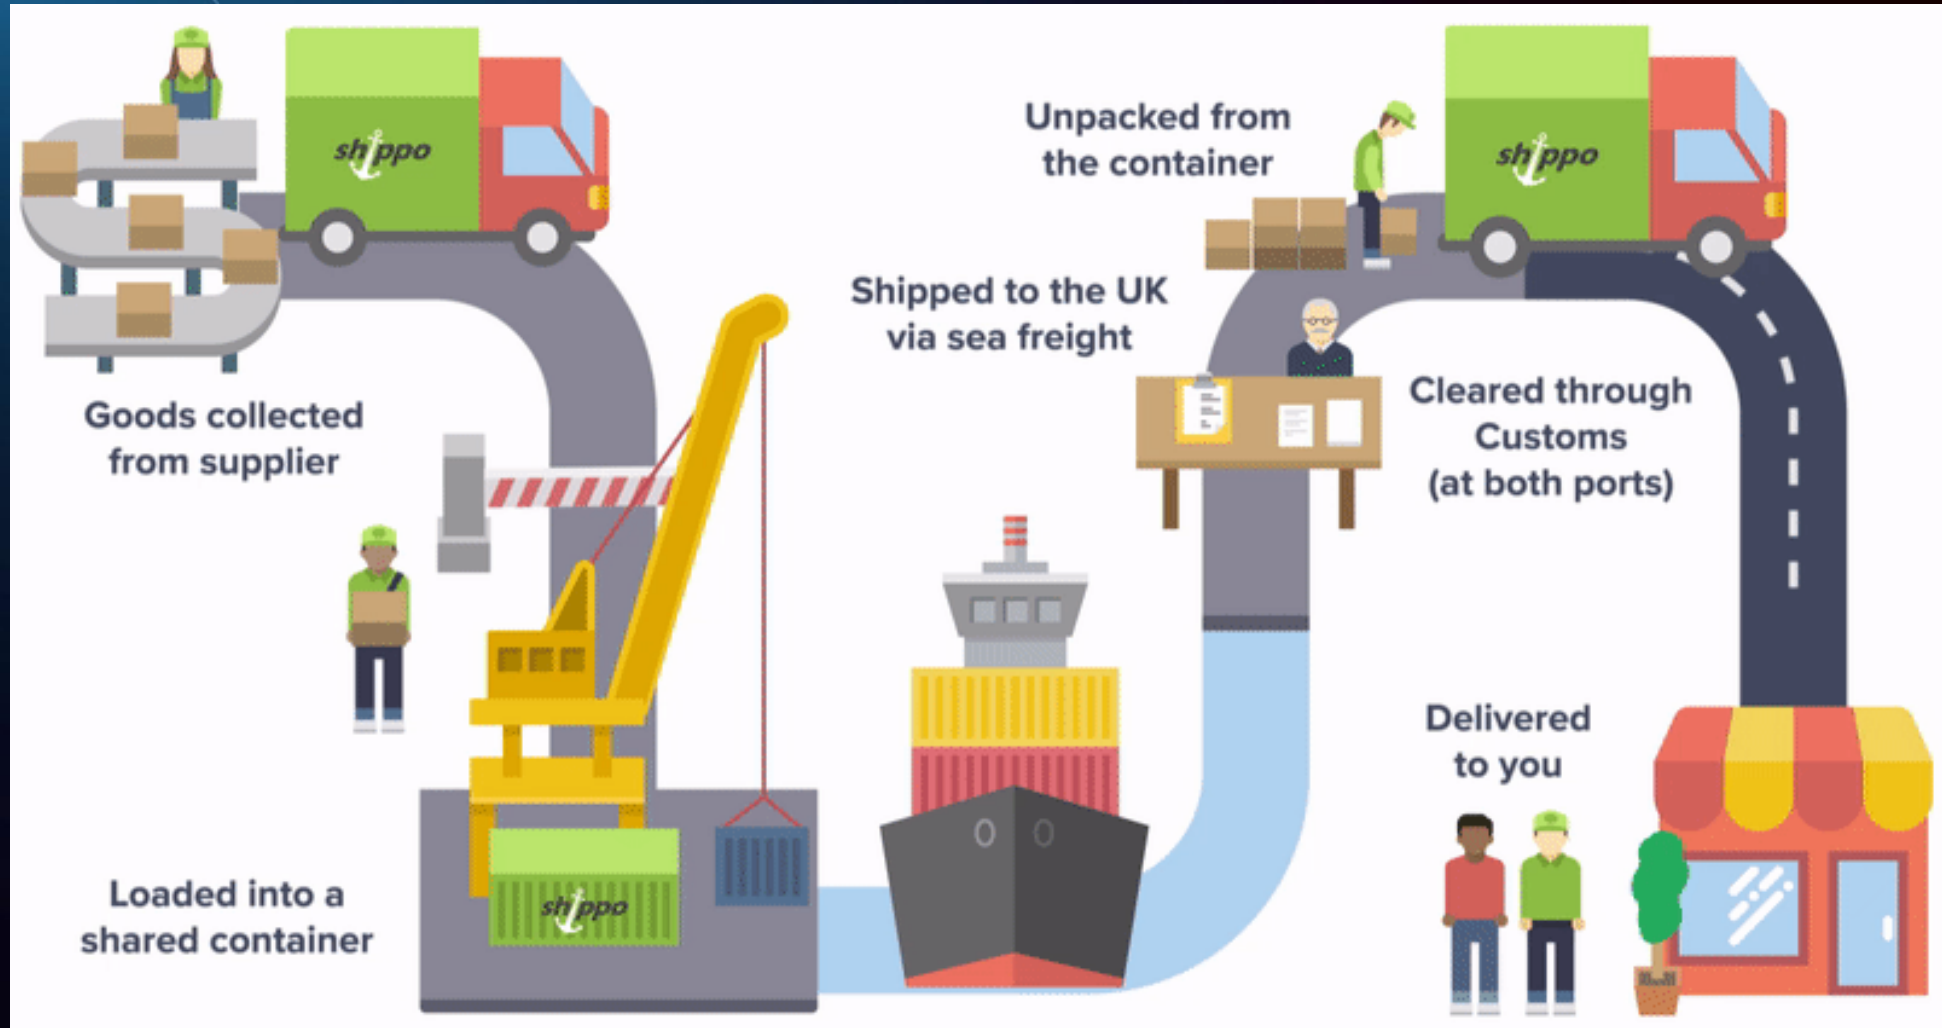 shippo
Goods collected
from supplier
Loaded into a
shared container
shippo
Shipped to the UK
via sea freight
Cleared through
Customs
(at both ports)
Unpacked from
the container
shippo
Delivered
to you